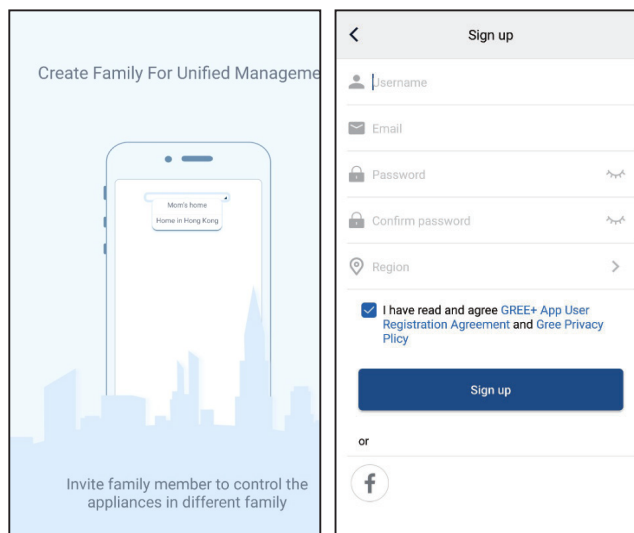 Create Family For Unified Manageme
Mom's home
Home in Hong Kong
Invite family member to control the
appliances in different family
Sign up
Username
Email
Password
Confirm password
Region
I have read and agree GREE+ App User
Registration Agreement and Gree Privacy
Plicy
Sign up
or
f